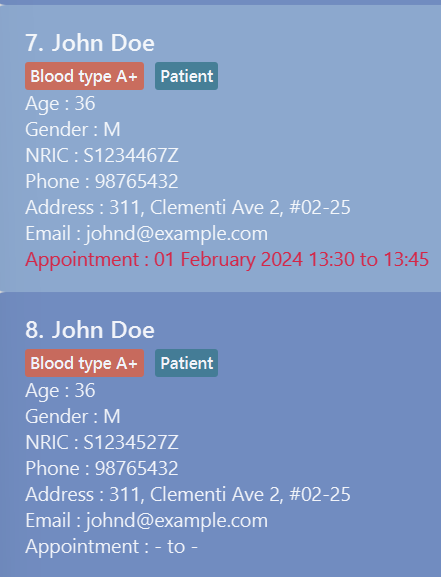 7. John Doe
Blood type A+ Patient
Age : 36
Gender : M
NRIC : S1234467Z
Phone : 98765432
Address : 311, Clementi Ave 2, #02-25
Email : johnd@example.com
Appointment : 01 February 2024 13:30 to 13:45
8. John Doe
Blood type A+ Patient
Age : 36
Gender : M
NRIC : S1234527Z
Phone : 98765432
Address : 311, Clementi Ave 2, #02-25
Email : johnd@example.com
Appointment : - to -